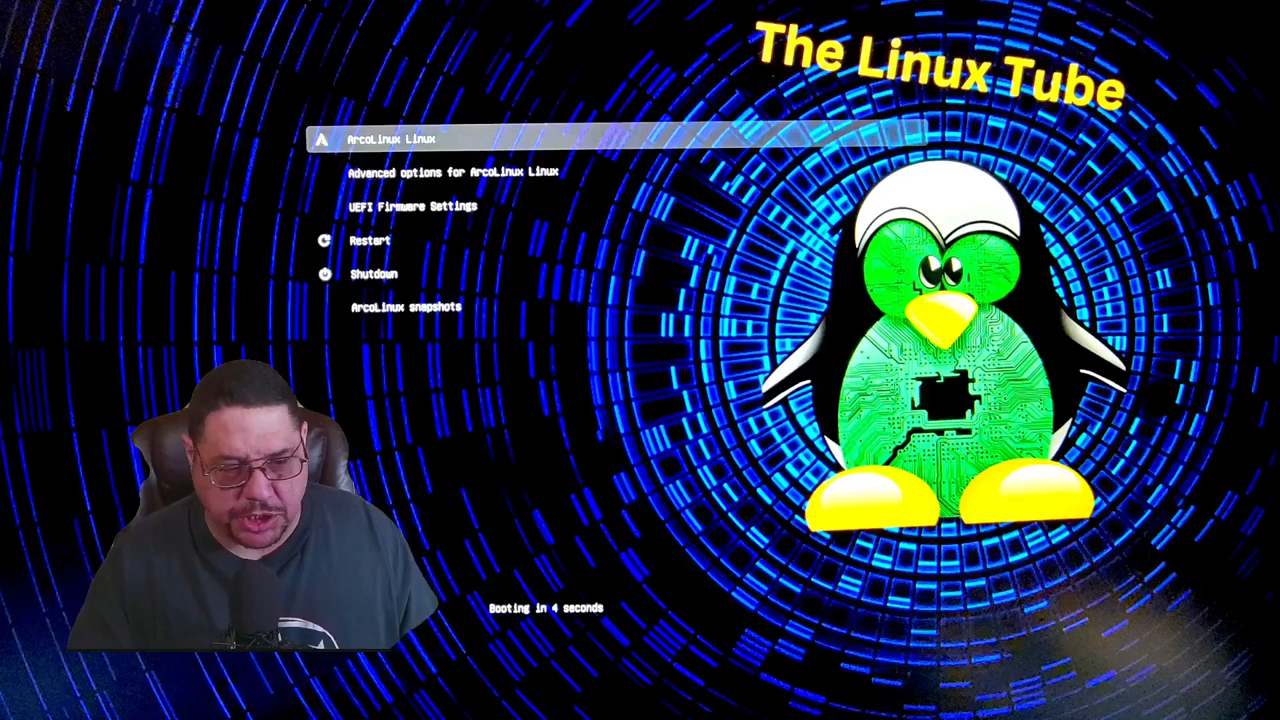 The Linux Tube
ArcoLinux Linux
Advanced options for ArcoLinux Linux
UEFI Firmware Settings
Restart
Shutdown
ArcoLinux snapshots
Booting in 4 seconds